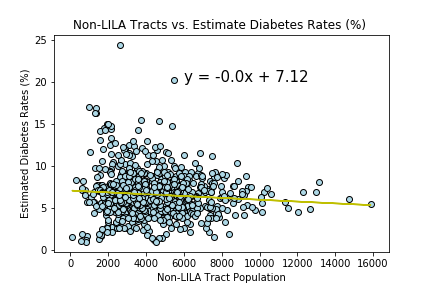 Non-LILA Tracts vs. Estimate Diabetes Rates (%)
25
20
15
10
5
0
y = -0.0x + 7.12
Estimated Diabetes Rates (%)
0 2000 4000 6000 8000 10000 12000 14000 16000
Non-LILA Tract Population